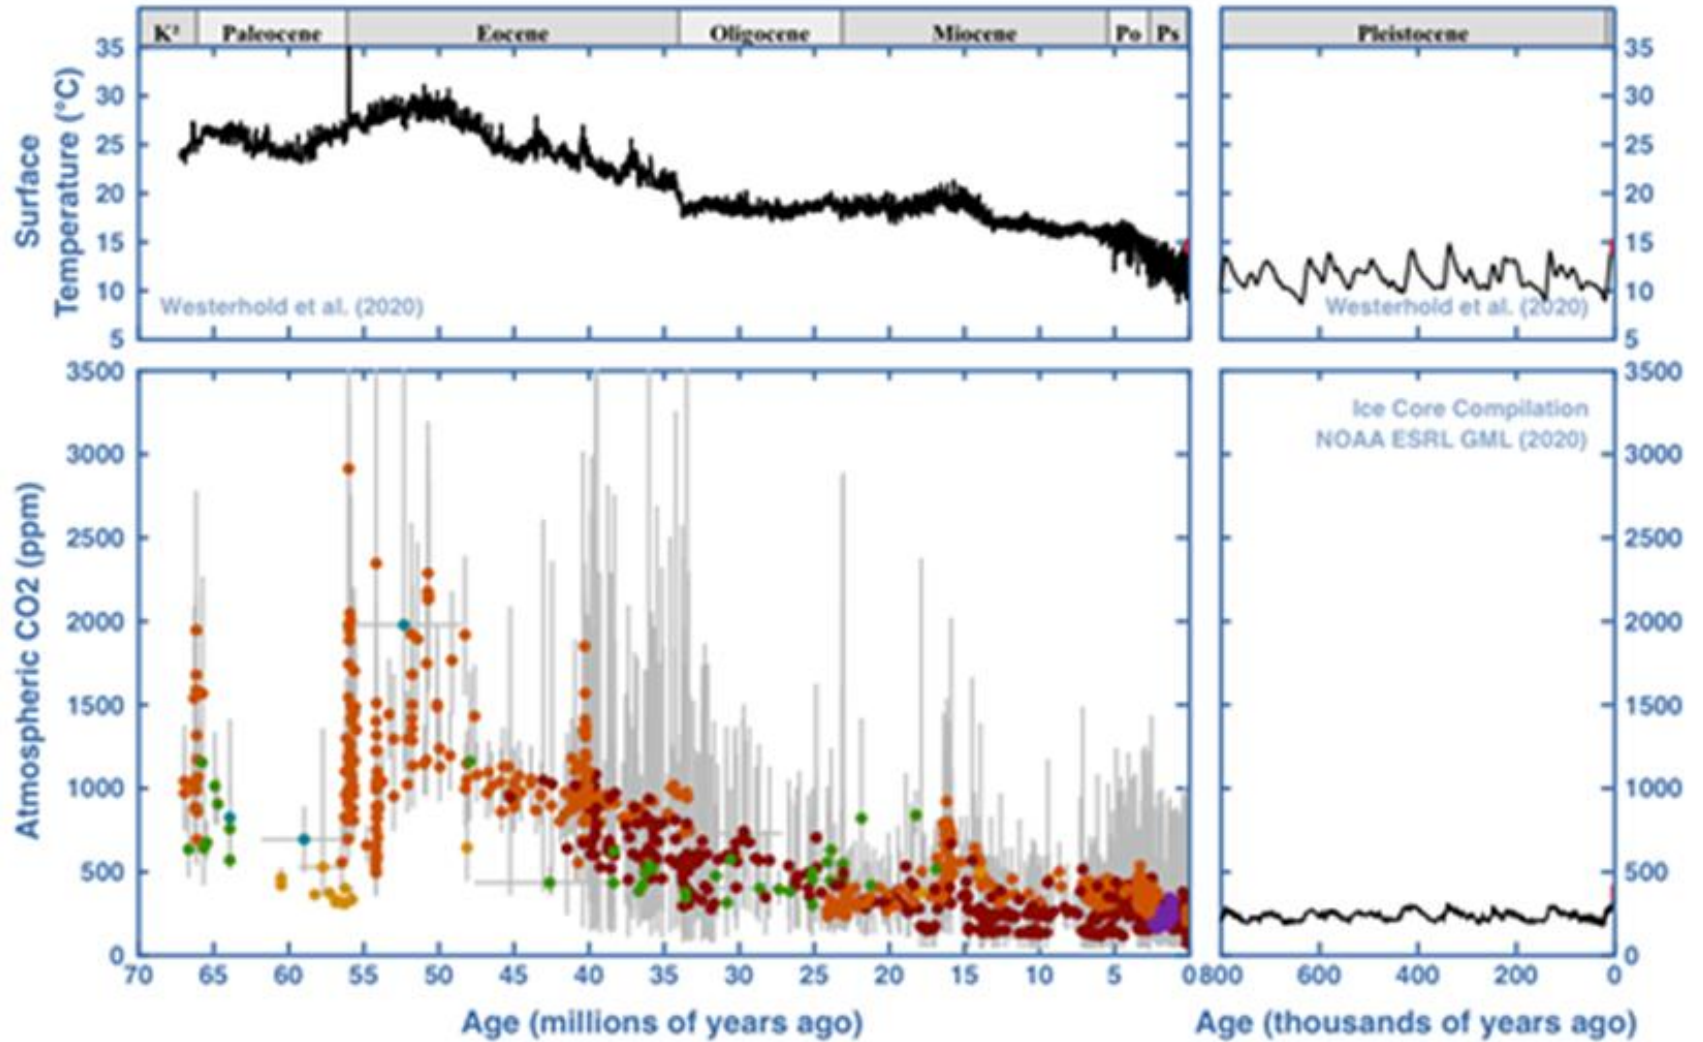 K² Paleocene Eocene Oligocene Miocene Po Ps Pleistocene
Surface
Temperature (°C)
35 35
30 30
25 25
20 20
15 15
10 10
5 5
Westerhold et al. (2020) Westerhold et al. (2020)
Atmospheric CO2 (ppm)
3500 3500
3000 3000
2500 2500
2000 2000
1500 1500
1000 1000
500 500
0 0
Ice Core Compilation
NOAA ESRL GML (2020)
70 65 60 55 50 45 40 35 30 25 20 15 10 5 0 800 600 400 200 0
Age (millions of years ago) Age (thousands of years ago)